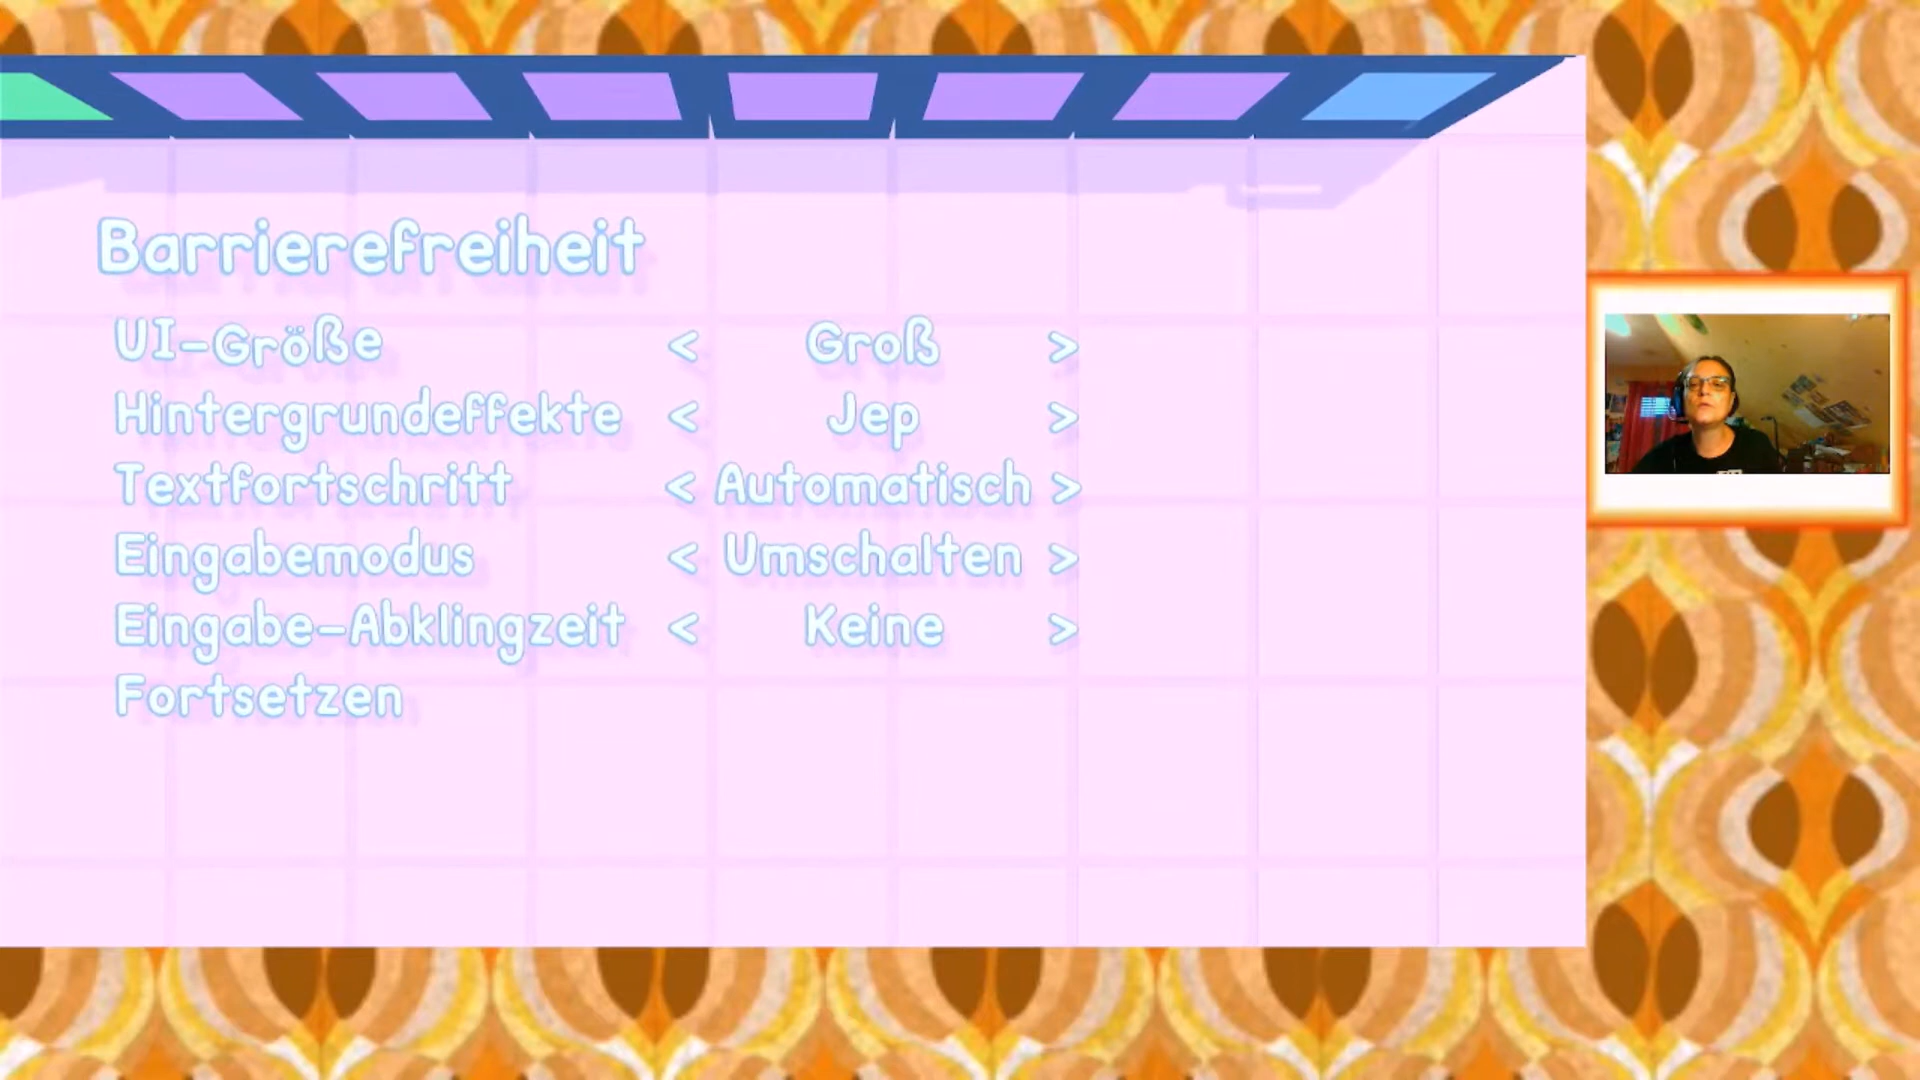 Barrierefreiheit
UI-Größe < Groß >
Hintergrundeffekte < Jep >
Textfortschritt < Automatisch >
Eingabemodus < Umschalten >
Eingabe-Abklingzeit < Keine >
Fortsetzen